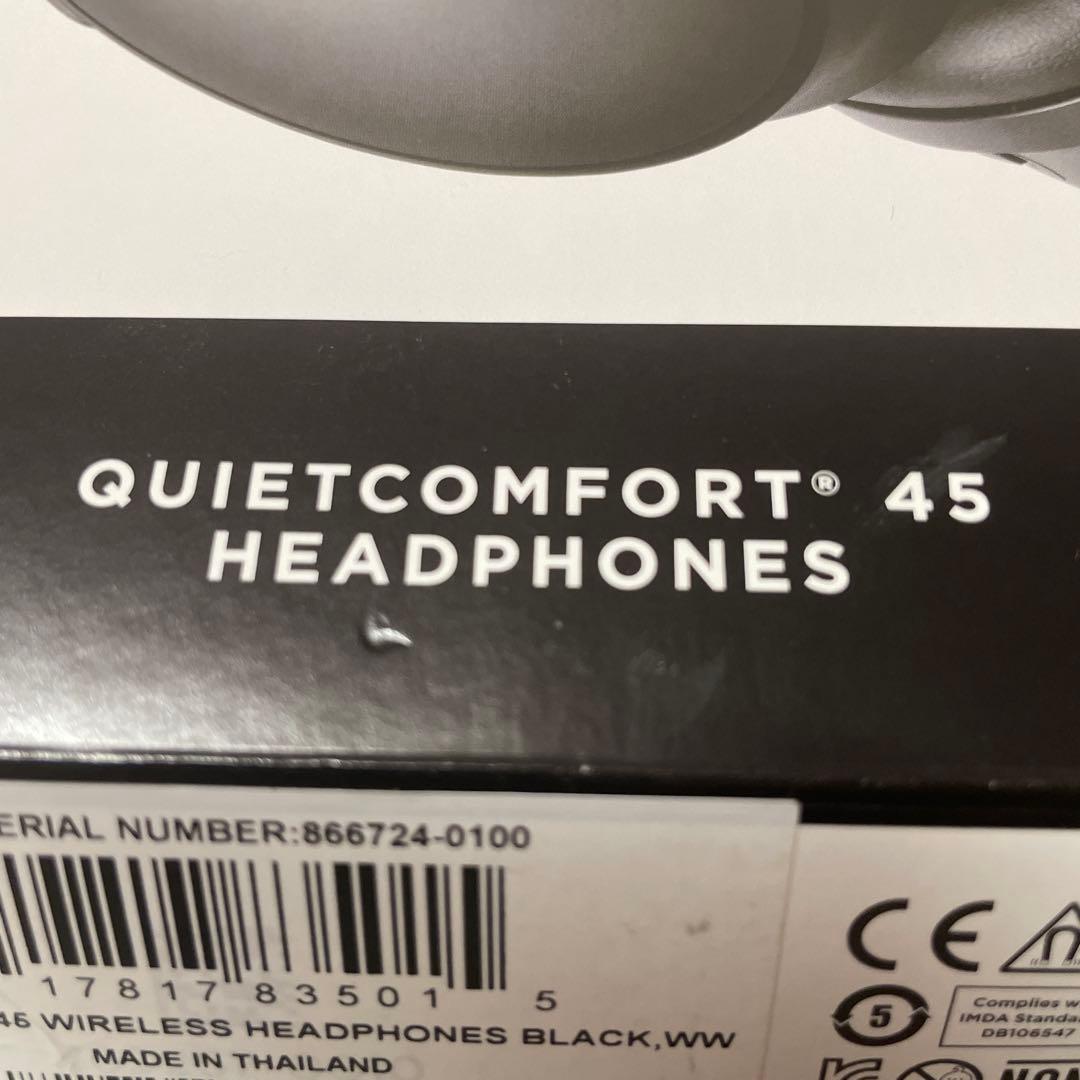 QUIETCOMFORT® 45
HEADPHONES
ERIAL NUMBER:866724-0100
17817 83501 5
WIRELESS HEADPHONES BLACK,WW
MADE IN THAILAND
CE
5
Complies w
IMDA Standa
DB106547